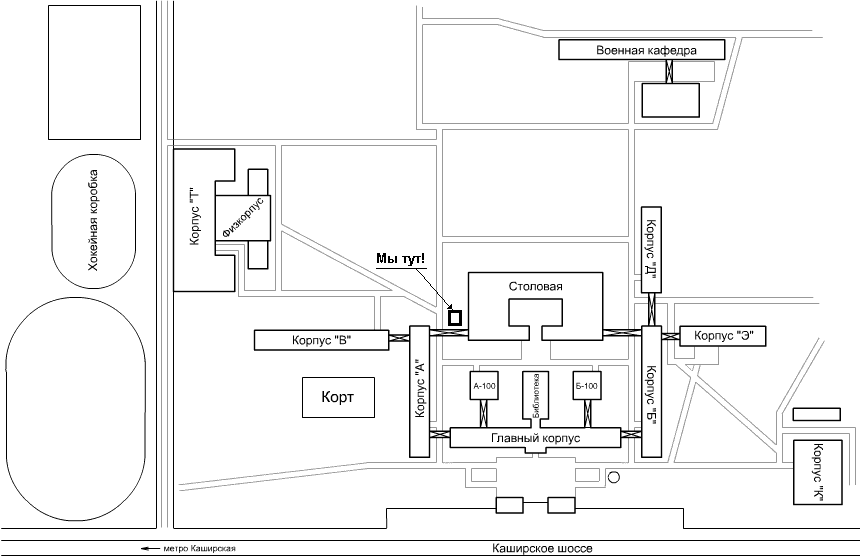 Военная кафедра
Хокейная коробка
Корпус "Т"
Физкорпус
Корпус "Д"
Мы тут!
Столовая
Корпус "В"
Корпус "Э"
Корпус "А"
А-100
Библиотека
Б-100
Корпус "Б"
Корт
Главный корпус
Корпус "К"
метро Каширская
Каширское шоссе